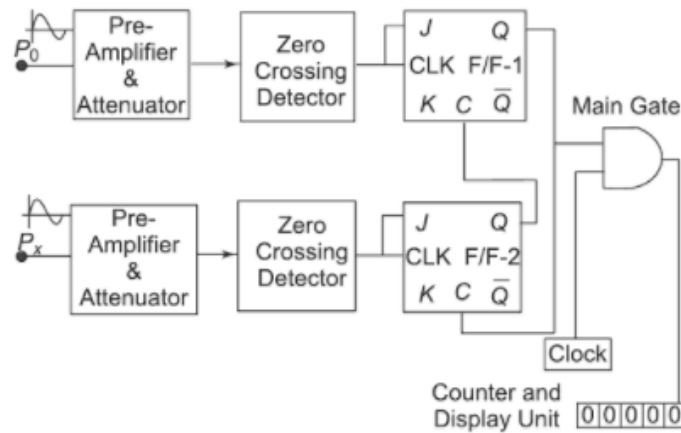 P0
Pre-
Amplifier
&
Attenuator
Zero
Crossing
Detector
J Q
CLK F/F-1
K C Q̅
Main Gate
Px
Pre-
Amplifier
&
Attenuator
Zero
Crossing
Detector
J Q
CLK F/F-2
K C Q̅
Clock
Counter and
Display Unit
0 0 0 0 0